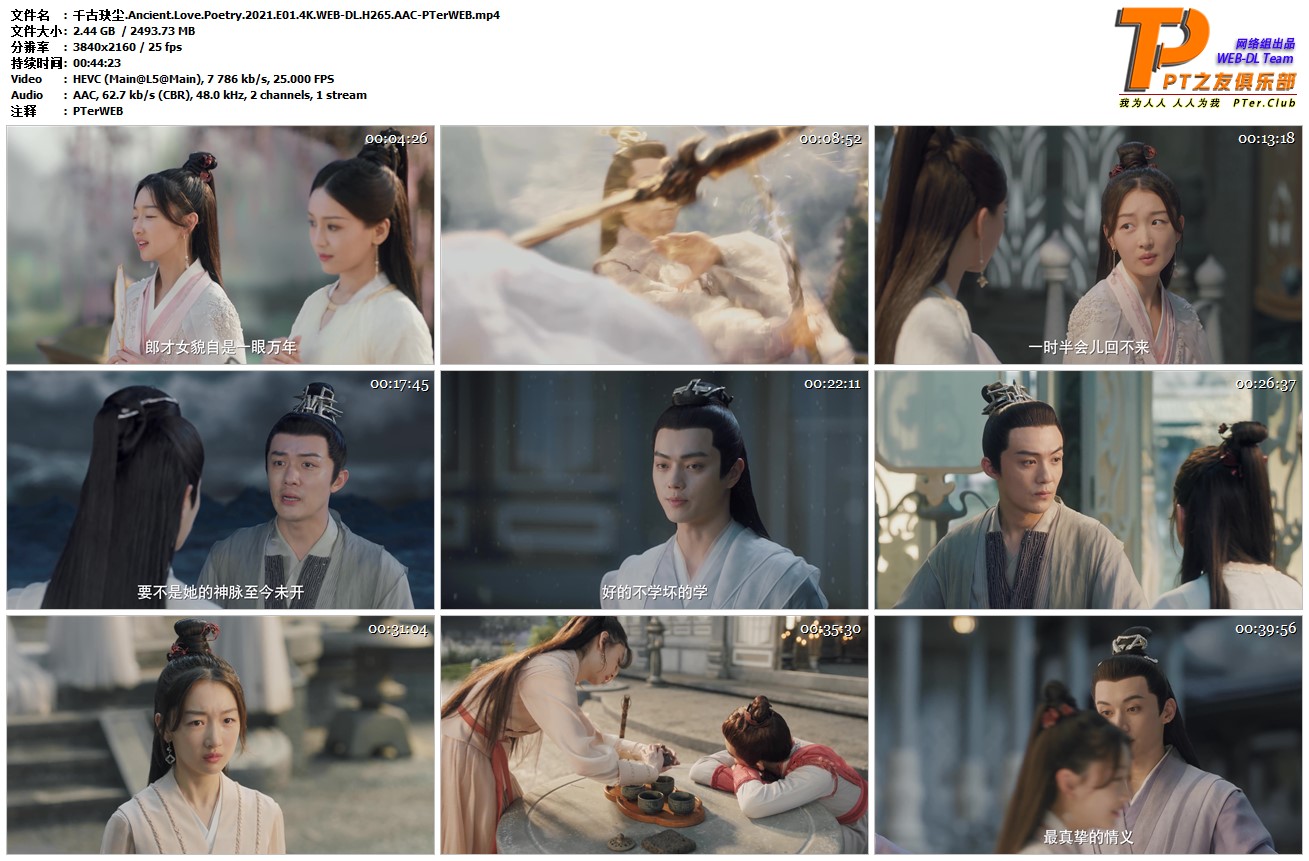 文件名 : 千古玦尘.Ancient.Love.Poetry.2021.E01.4K.WEB-DL.H265.AAC-PTerWEB.mp4
文件大小: 2.44 GB / 2493.73 MB
分辨率 : 3840x2160 / 25 fps
持续时间: 00:44:23
Video : HEVC (Main@L5@Main), 7 786 kb/s, 25.000 FPS
Audio : AAC, 62.7 kb/s (CBR), 48.0 kHz, 2 channels, 1 stream
注释 : PTerWEB
PT
网络组出品
WEB-DL Team
PT之友俱乐部
我为人人 人人为我 PTer.Club
00:04:26
郎才女貌自是一眼万年
00:08:52
00:13:18
一时半会儿回不来
00:17:45
要不是她的神脉至今未开
00:22:11
好的不学坏的学
00:26:37
00:31:04
00:35:30
00:39:56
最真挚的情义